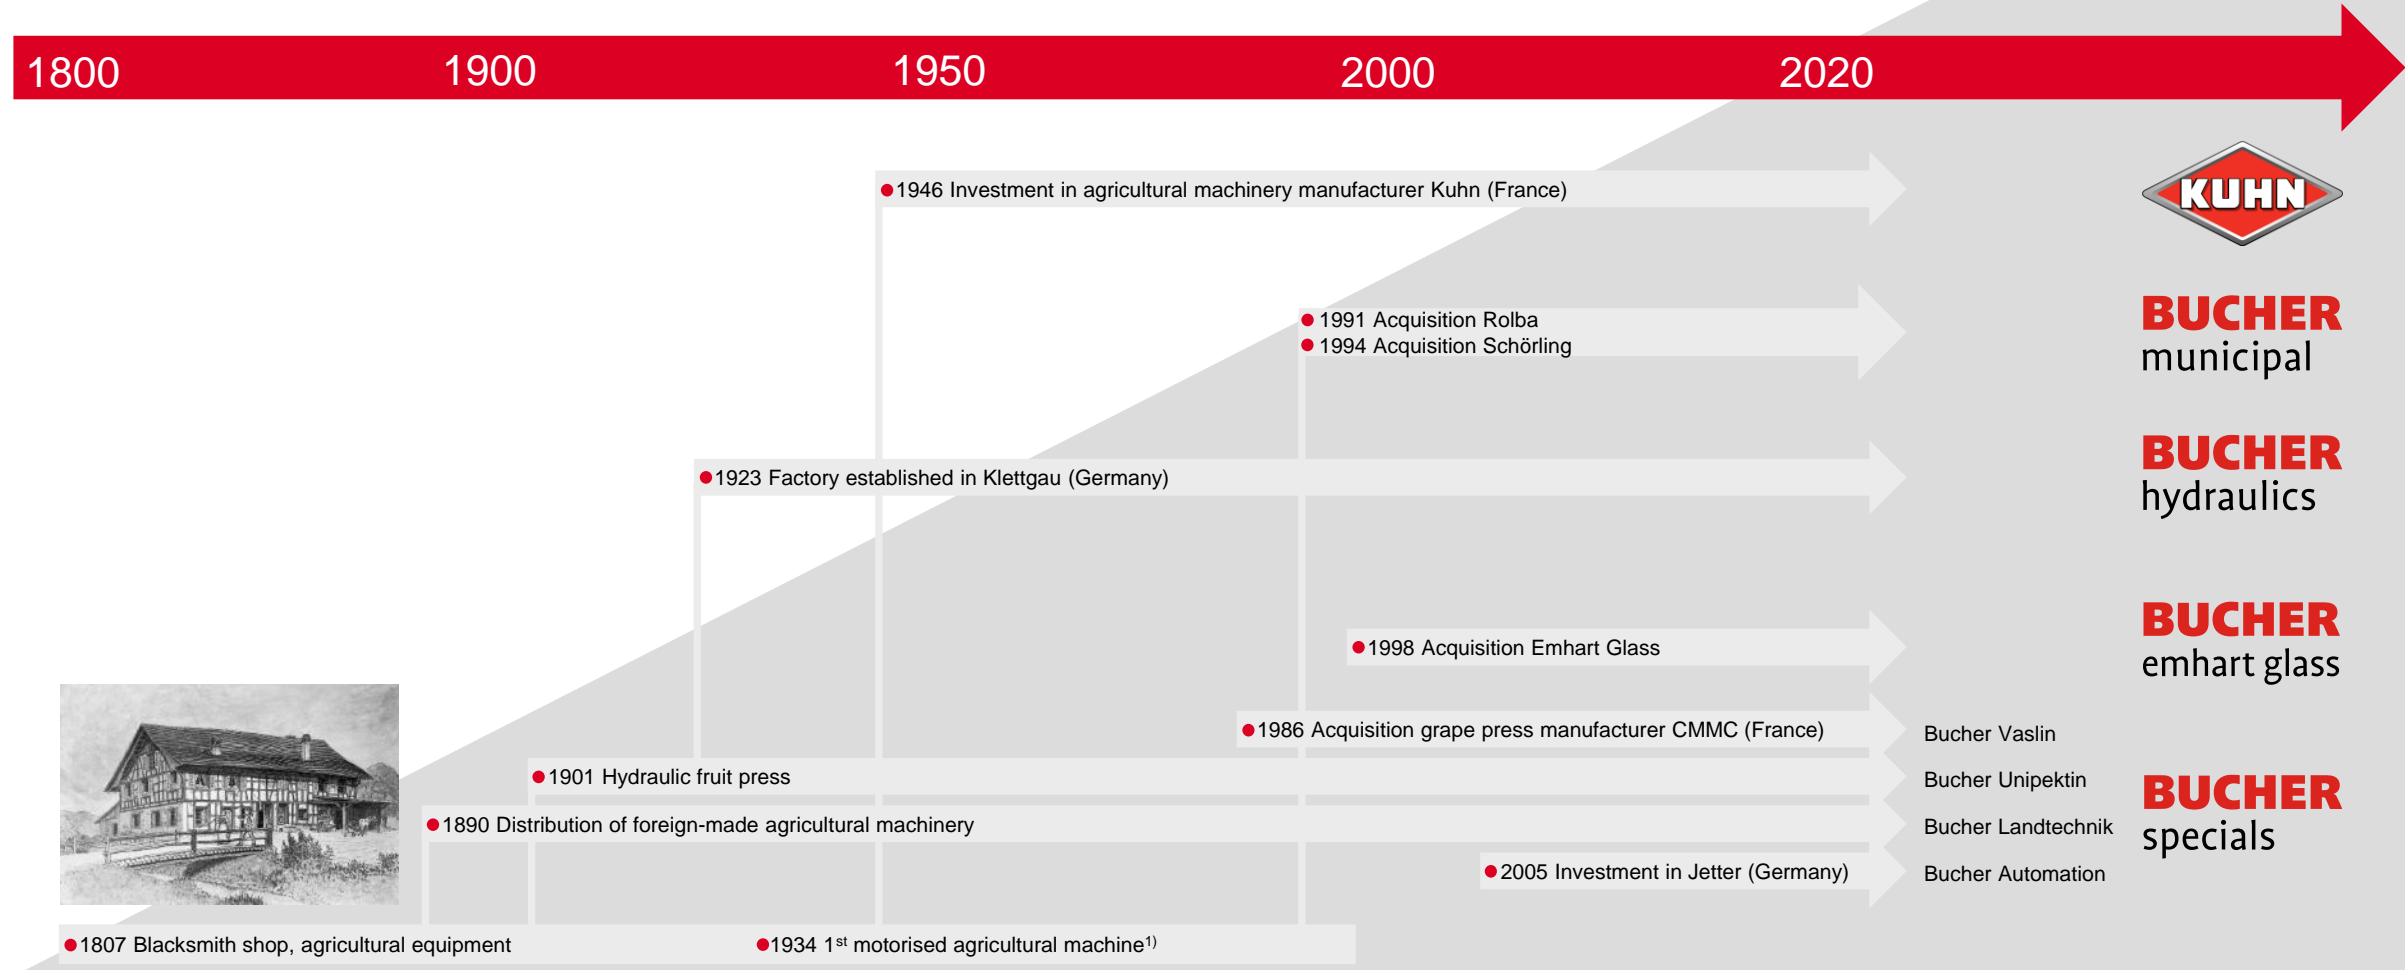 1800 1900 1950 2000 2020
1946 Investment in agricultural machinery manufacturer Kuhn (France)
KUHN
1991 Acquisition Rolba
1994 Acquisition Schörling
BUCHER
municipal
1923 Factory established in Klettgau (Germany)
BUCHER
hydraulics
1998 Acquisition Emhart Glass
BUCHER
emhart glass
1986 Acquisition grape press manufacturer CMMC (France)
Bucher Vaslin
1901 Hydraulic fruit press
Bucher Unipektin
1890 Distribution of foreign-made agricultural machinery
Bucher Landtechnik
2005 Investment in Jetter (Germany)
Bucher Automation
BUCHER
specials
1807 Blacksmith shop, agricultural equipment
1934 1st motorised agricultural machine1)